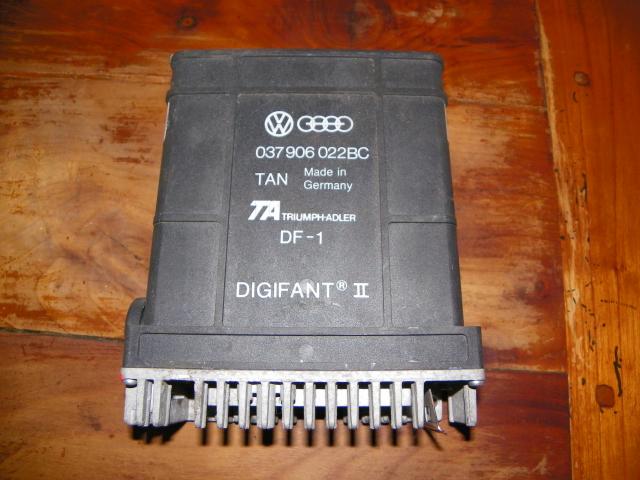 037 906 022BC
TAN Made in
Germany
TA TRIUMPH-ADLER
DF-1
DIGIFANT® II